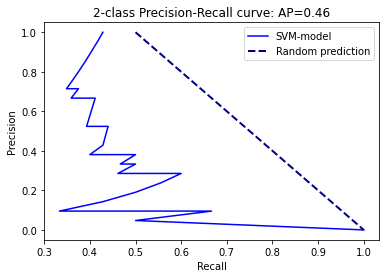 2-class Precision-Recall curve: AP=0.46
SVM-model
Random prediction
1.0
0.8
0.6
0.4
0.2
0.0
Precision
0.3 0.4 0.5 0.6 0.7 0.8 0.9 1.0
Recall